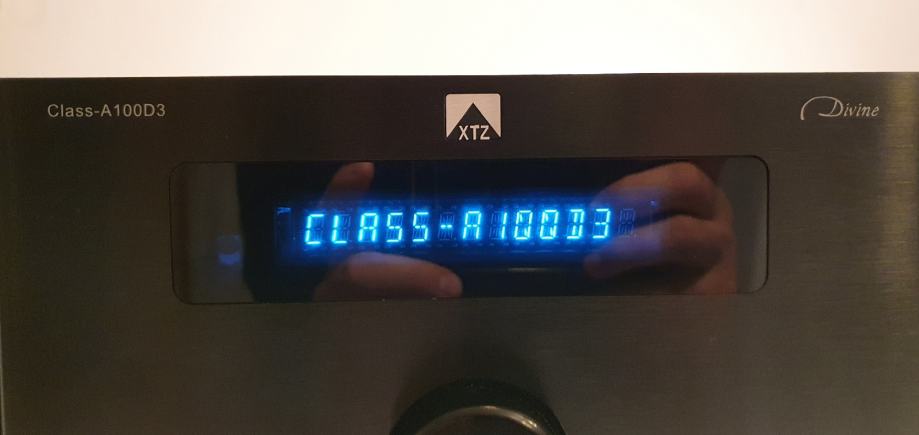 Class-A100D3
XTZ
Divine
CLASS-A100D3